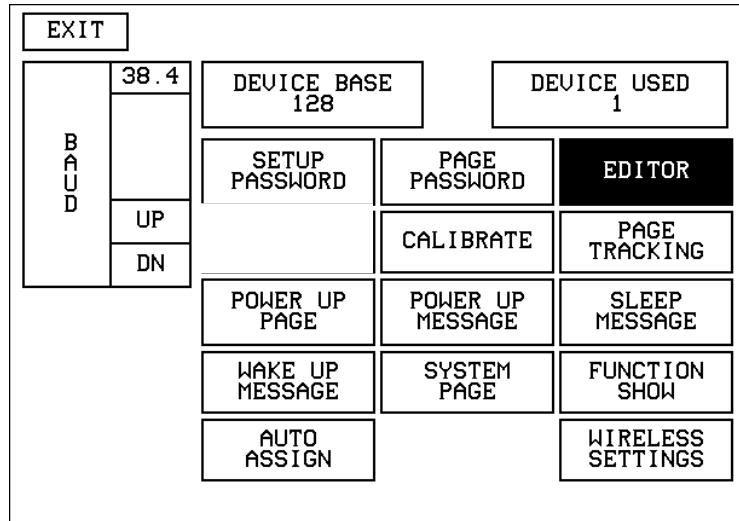 EXIT
38.4
BAUD
UP
DN
DEVICE BASE
128
DEVICE USED
1
SETUP
PASSWORD
PAGE
PASSWORD
EDITOR
CALIBRATE
PAGE
TRACKING
POWER UP
PAGE
POWER UP
MESSAGE
SLEEP
MESSAGE
WAKE UP
MESSAGE
SYSTEM
PAGE
FUNCTION
SHOW
AUTO
ASSIGN
WIRELESS
SETTINGS